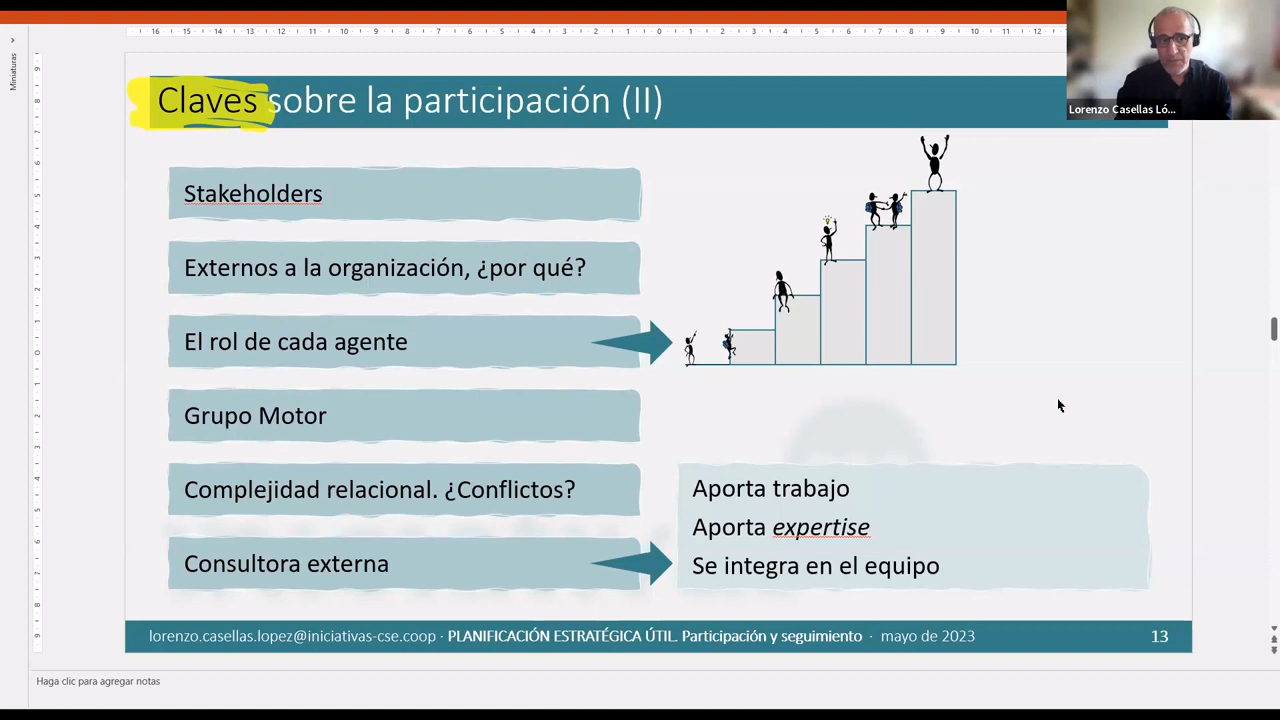 Miniaturas
Claves sobre la participación (II)
Lorenzo Casellas Ló...
Stakeholders
Externos a la organización, ¿por qué?
El rol de cada agente
Grupo Motor
Complejidad relacional. ¿Conflictos?
Consultora externa
Aporta trabajo
Aporta expertise
Se integra en el equipo
lorenzo.casellas.lopez@iniciativas-cse.coop · PLANIFICACIÓN ESTRATÉGICA ÚTIL. Participación y seguimiento · mayo de 2023
13
Haga clic para agregar notas